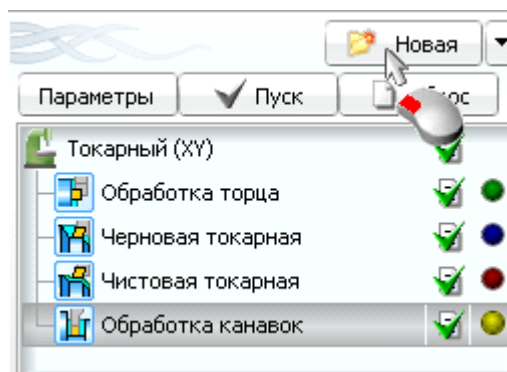 Новая
Параметры
Пуск
Токарный (XY)
Обработка торца
Черновая токарная
Чистовая токарная
Обработка канавок